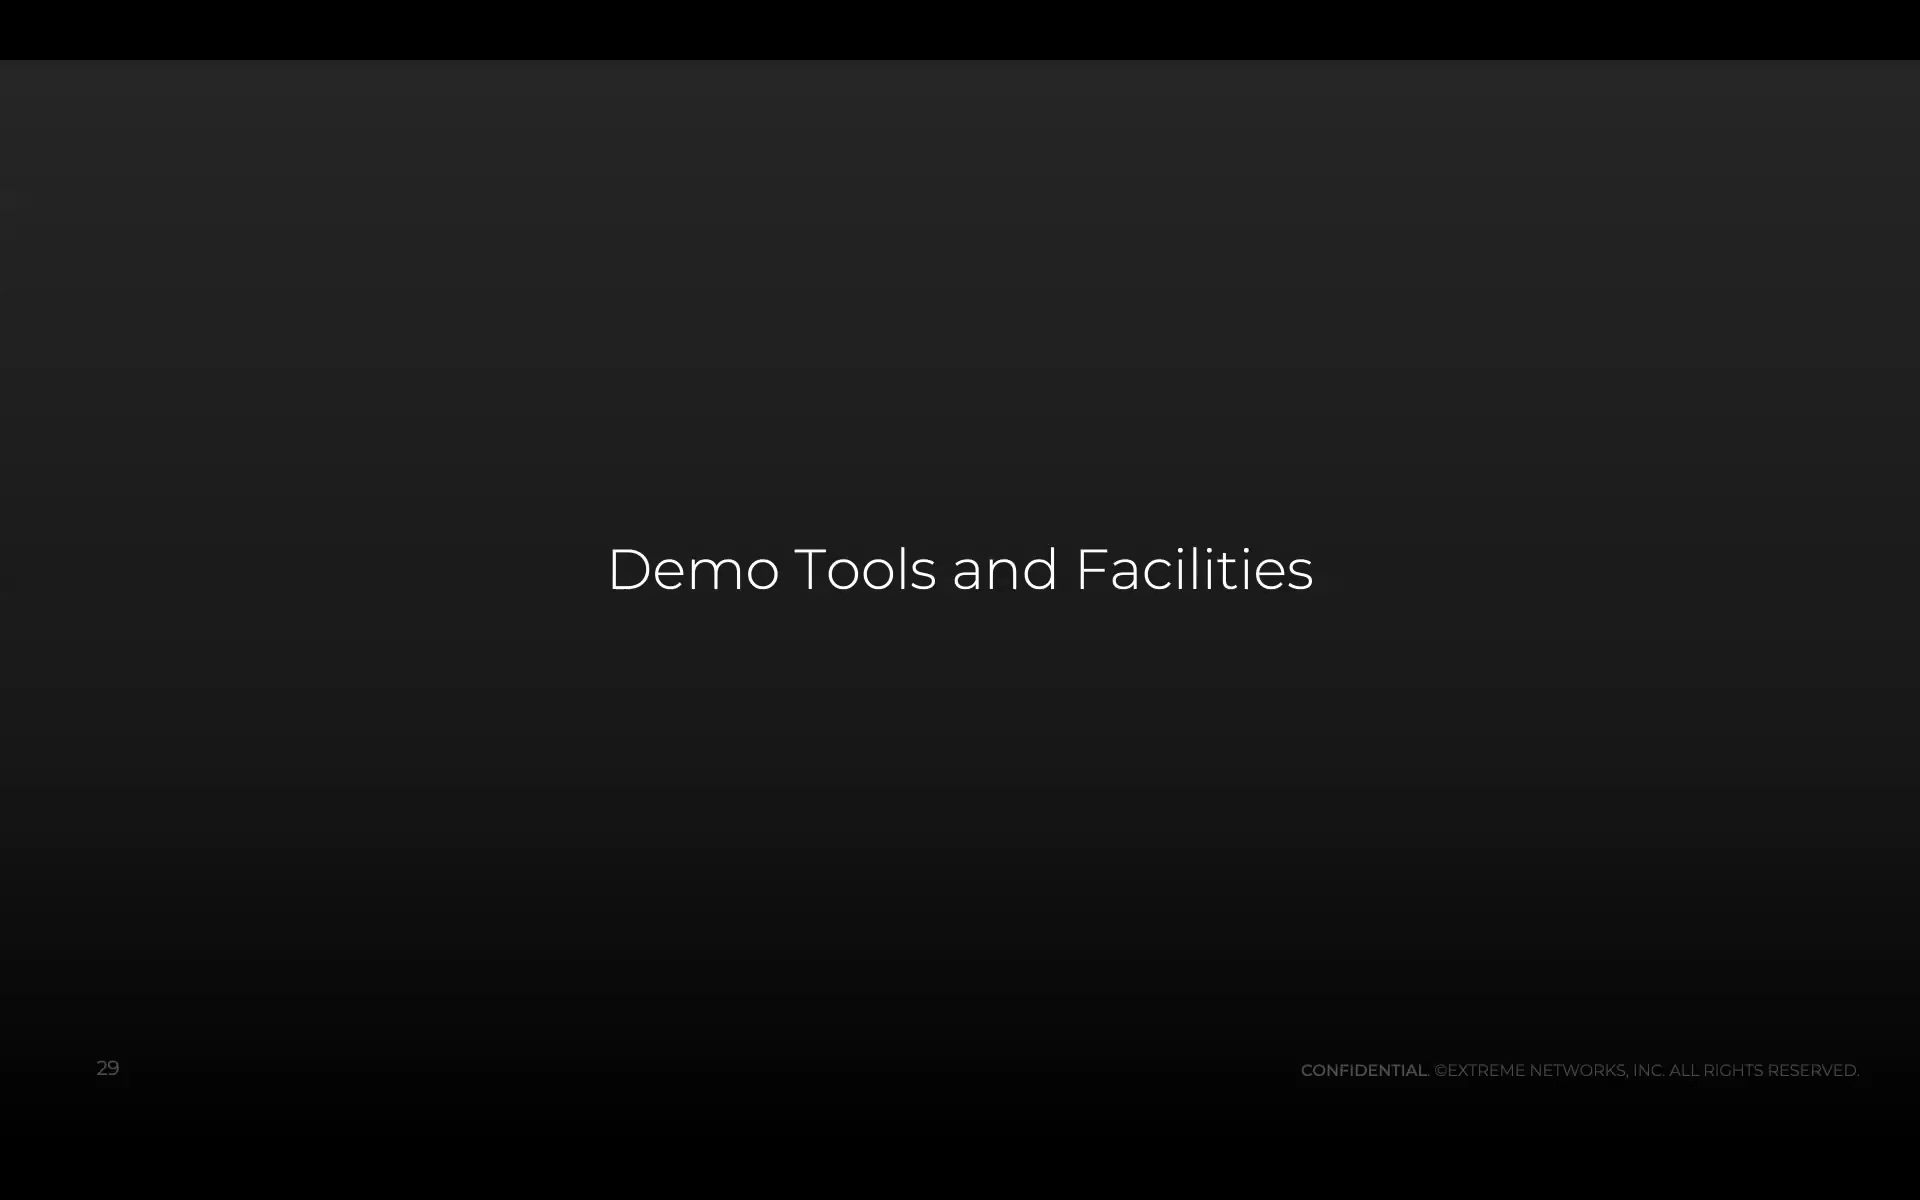 Demo Tools and Facilities
29
CONFIDENTIAL. ©EXTREME NETWORKS, INC. ALL RIGHTS RESERVED.